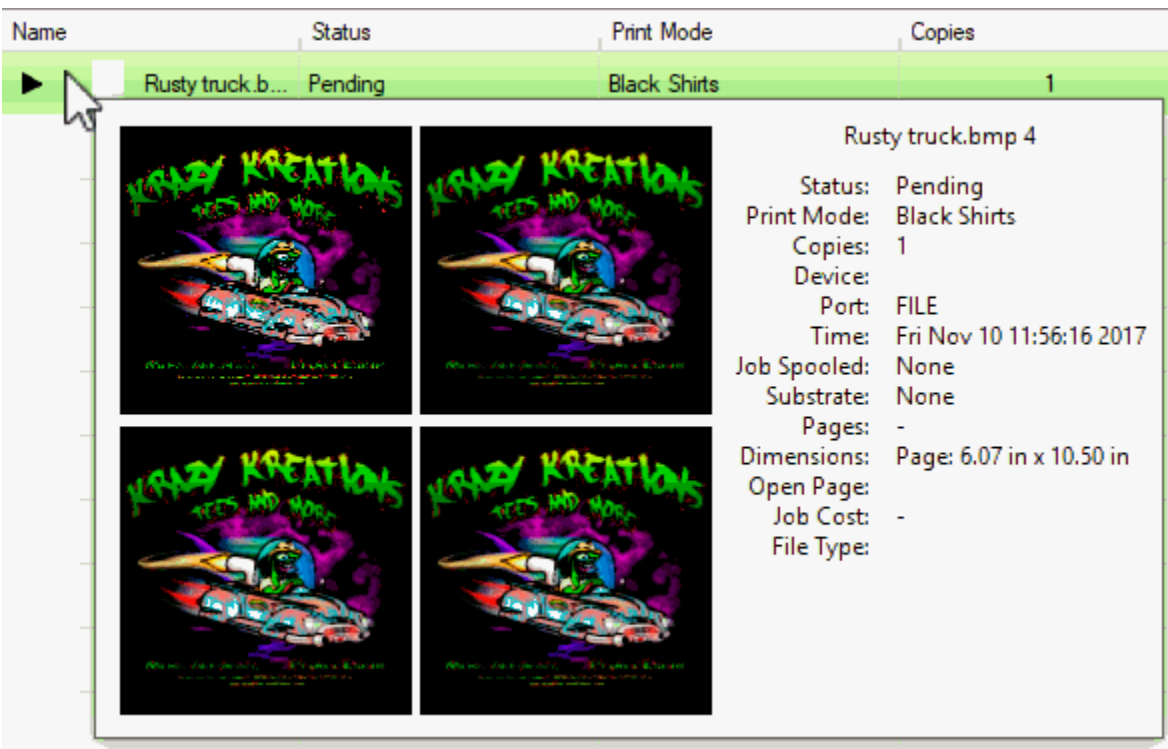 Name Status Print Mode Copies
Rusty truck.b... Pending Black Shirts 1
Rusty truck.bmp 4
Status: Pending
Print Mode: Black Shirts
Copies: 1
Device:
Port: FILE
Time: Fri Nov 10 11:56:16 2017
Job Spooled: None
Substrate: None
Pages: -
Dimensions: Page: 6.07 in x 10.50 in
Open Page:
Job Cost: -
File Type:
KRAZY KREATIONS
TEES AND MORE
KRAZY KREATIONS
TEES AND MORE
KRAZY KREATIONS
TEES AND MORE
KRAZY KREATIONS
TEES AND MORE